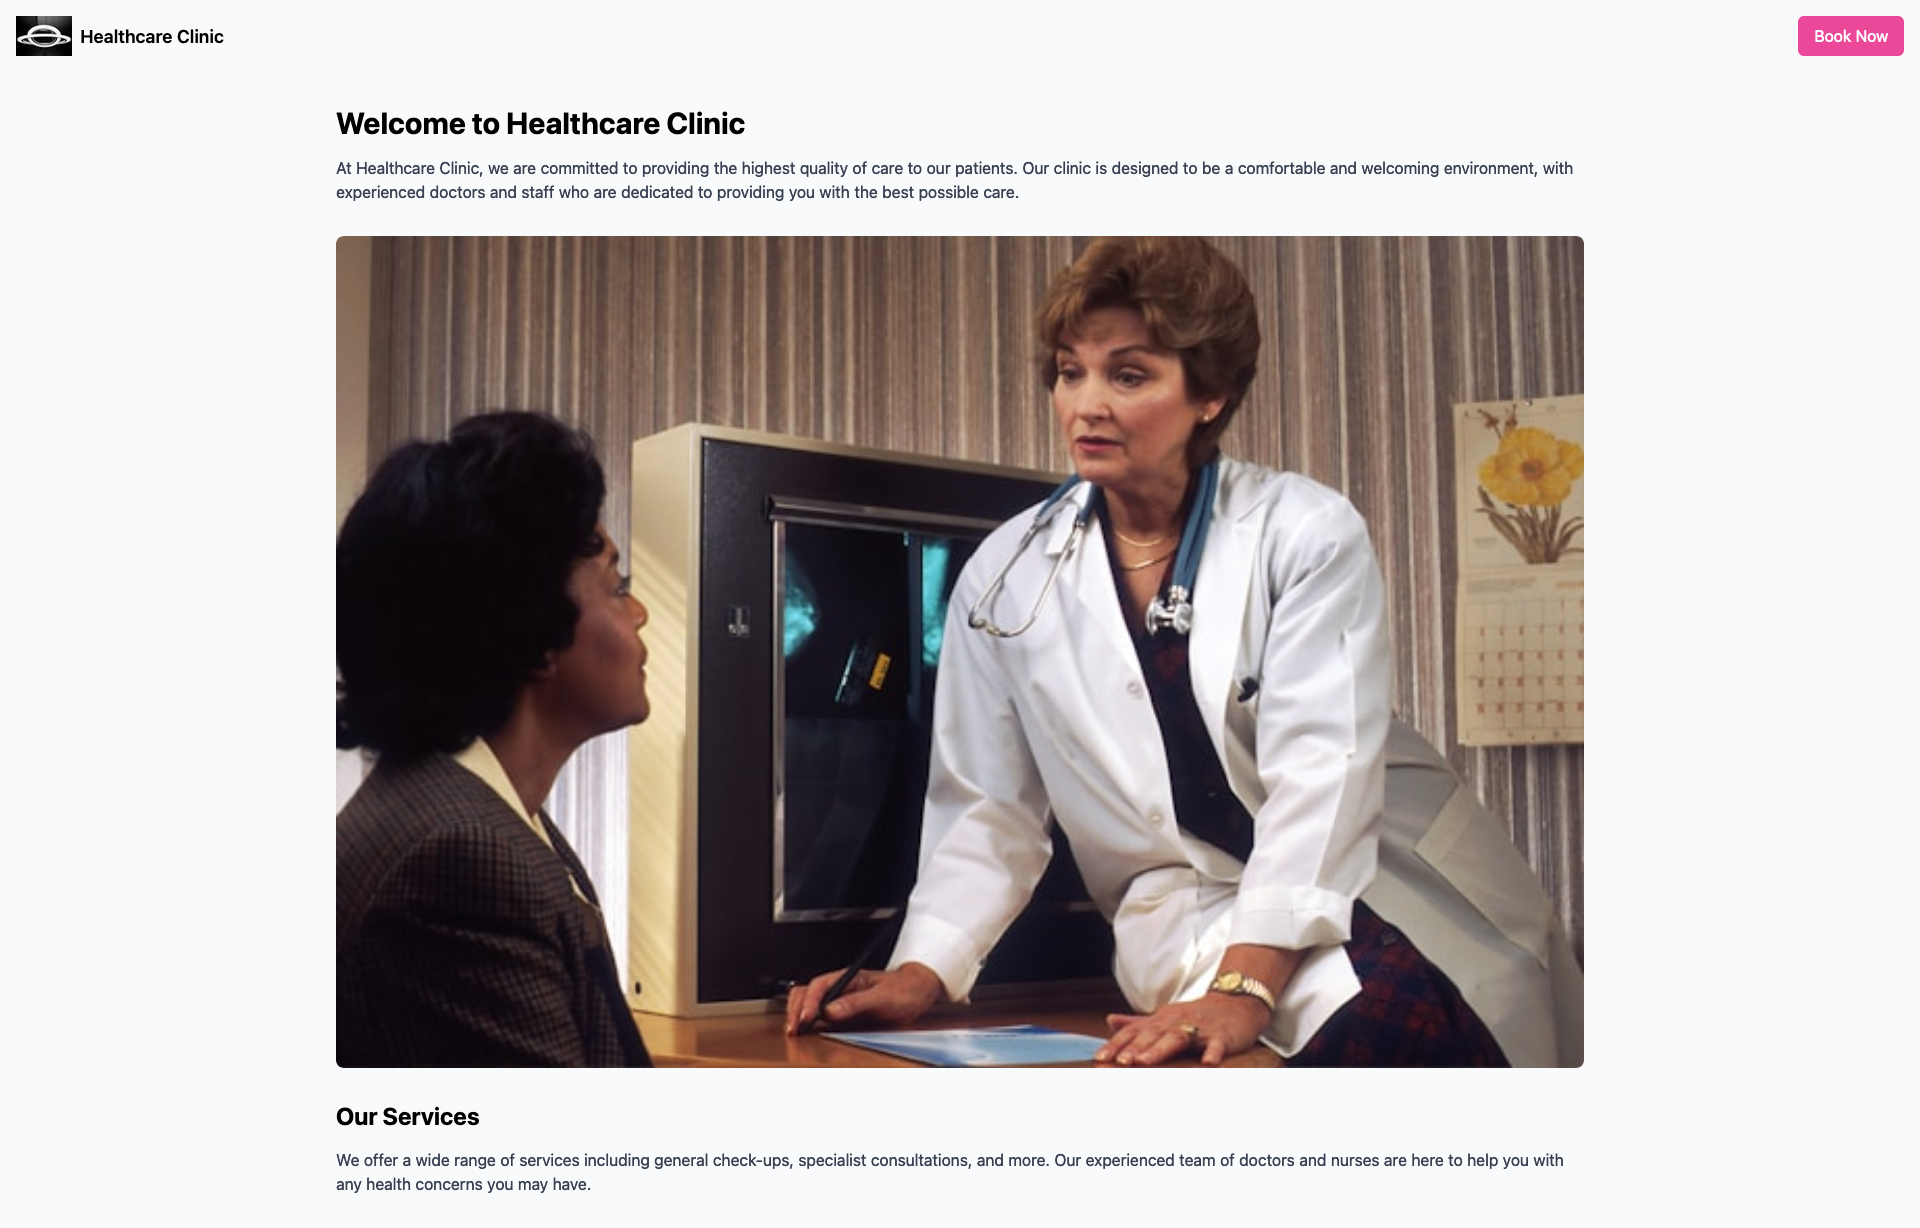 Healthcare Clinic
Book Now
Welcome to Healthcare Clinic
At Healthcare Clinic, we are committed to providing the highest quality of care to our patients. Our clinic is designed to be a comfortable and welcoming environment, with
experienced doctors and staff who are dedicated to providing you with the best possible care.
Our Services
We offer a wide range of services including general check-ups, specialist consultations, and more. Our experienced team of doctors and nurses are here to help you with
any health concerns you may have.